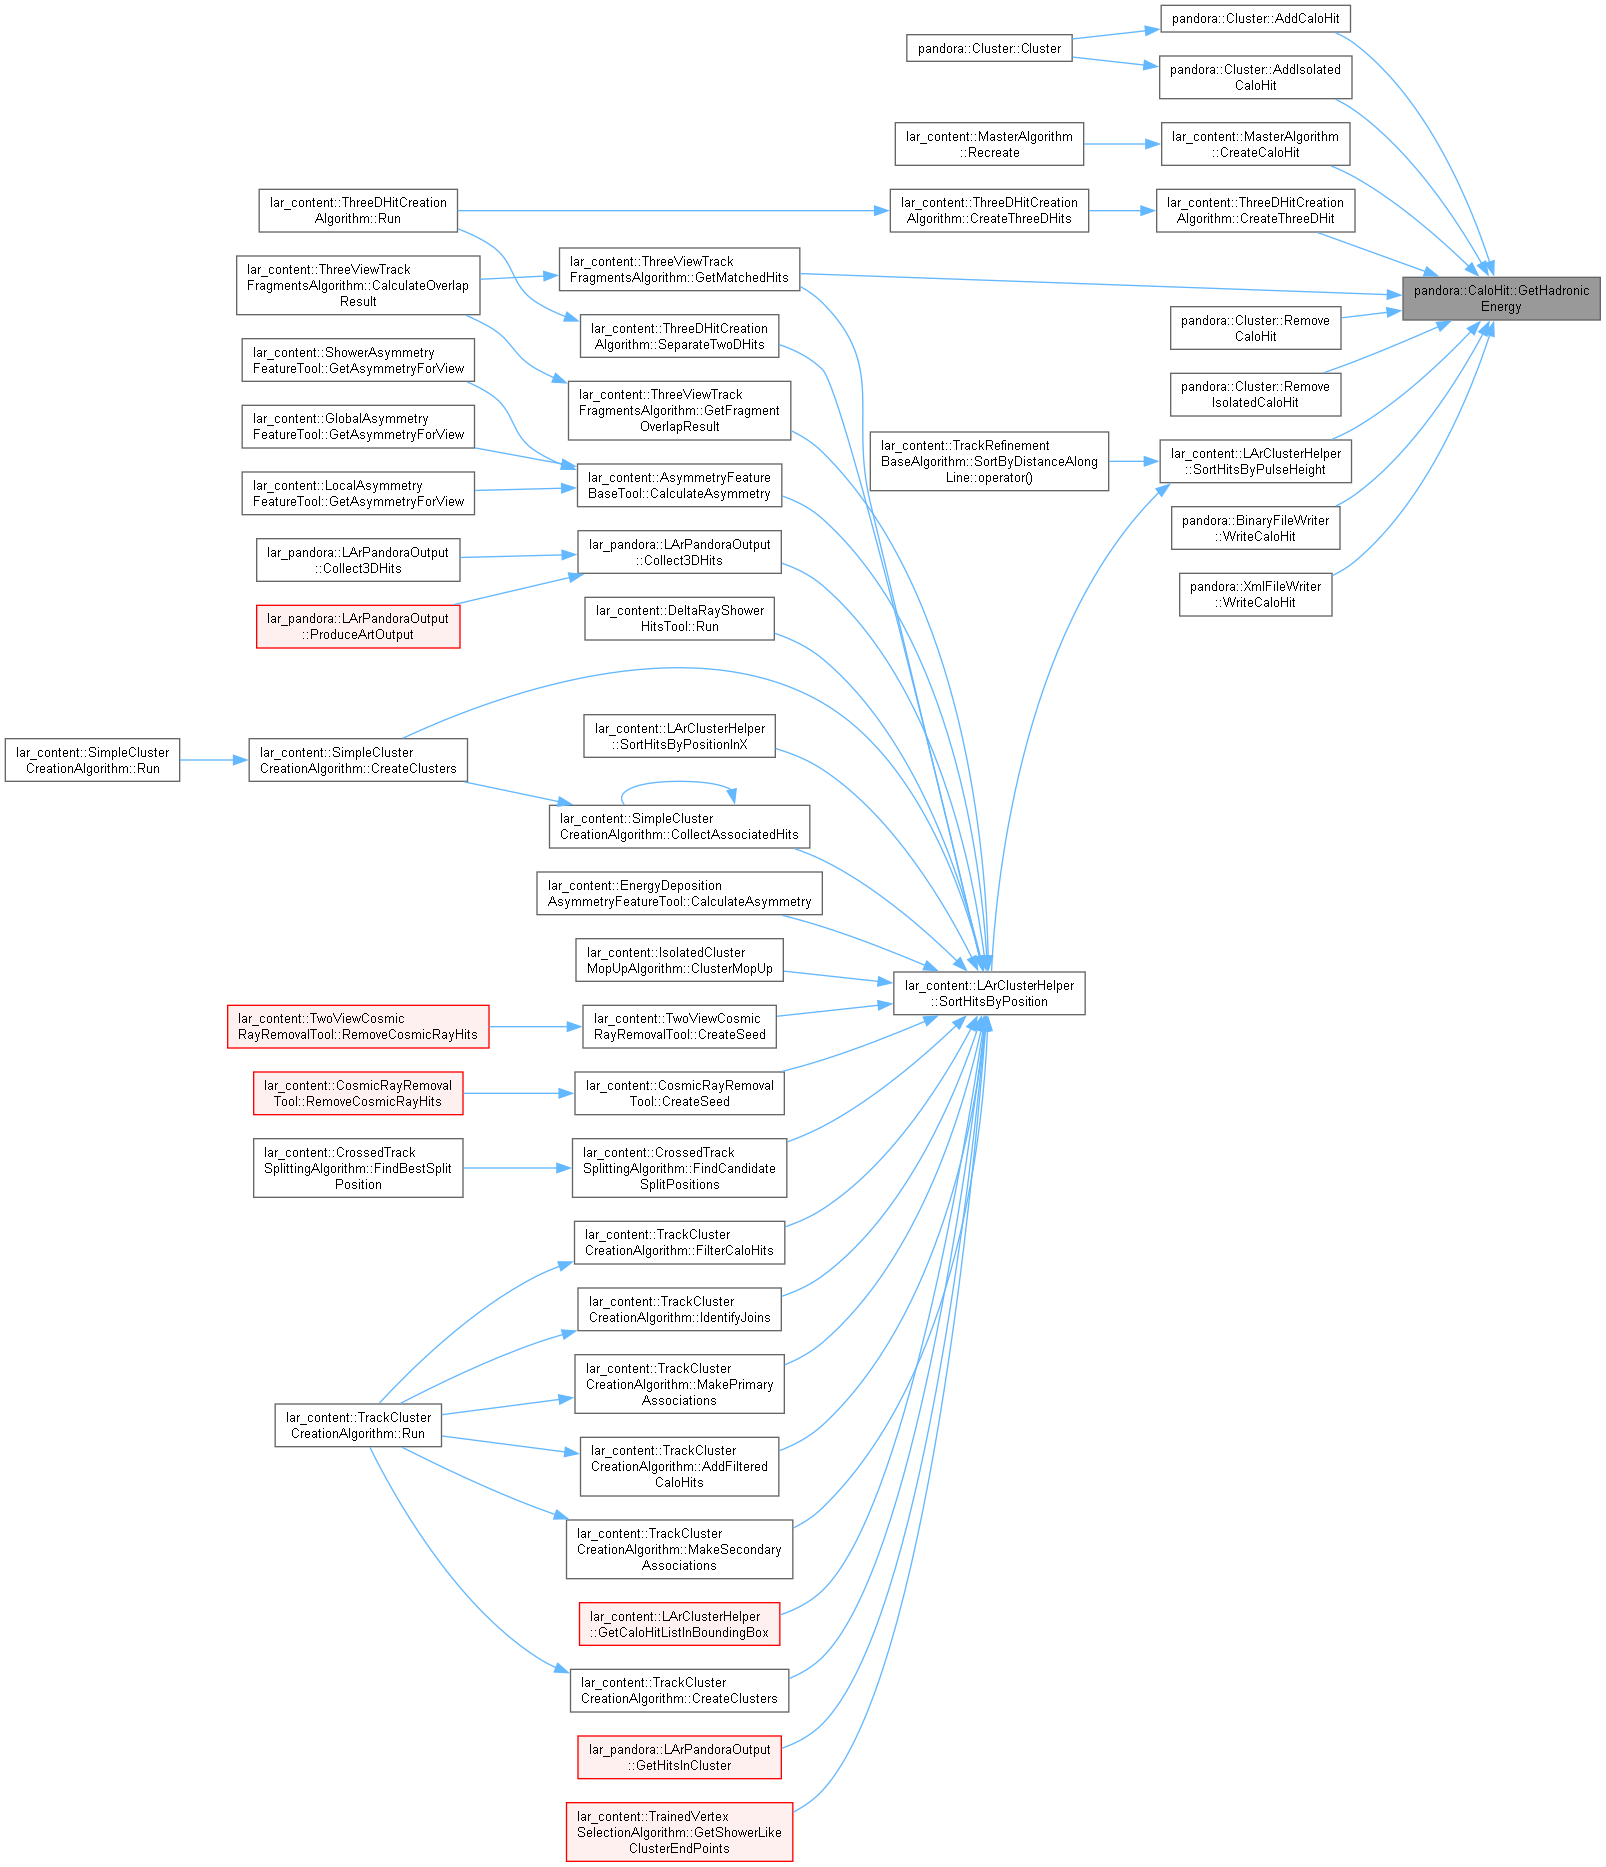 pandora::Cluster::AddCaloHit
pandora::Cluster::Cluster
pandora::Cluster::AddIsolated
CaloHit
lar_content::MasterAlgorithm
::Recreate
lar_content::MasterAlgorithm
::CreateCaloHit
lar_content::ThreeDHitCreation
Algorithm::Run
lar_content::ThreeDHitCreation
Algorithm::CreateThreeDHits
lar_content::ThreeDHitCreation
Algorithm::CreateThreeDHit
lar_content::ThreeViewTrack
FragmentsAlgorithm::CalculateOverlap
Result
lar_content::ThreeViewTrack
FragmentsAlgorithm::GetMatchedHits
pandora::CaloHit::GetHadronic
Energy
lar_content::ThreeDHitCreation
Algorithm::SeparateTwoDHits
pandora::Cluster::Remove
CaloHit
lar_content::ShowerAsymmetry
FeatureTool::GetAsymmetryForView
lar_content::ThreeViewTrack
FragmentsAlgorithm::GetFragment
OverlapResult
pandora::Cluster::Remove
IsolatedCaloHit
lar_content::GlobalAsymmetry
FeatureTool::GetAsymmetryForView
lar_content::TrackRefinement
BaseAlgorithm::SortByDistanceAlong
Line::operator()
lar_content::LArClusterHelper
::SortHitsByPulseHeight
lar_content::LocalAsymmetry
FeatureTool::GetAsymmetryForView
lar_content::AsymmetryFeature
BaseTool::CalculateAsymmetry
pandora::BinaryFileWriter
::WriteCaloHit
lar_pandora::LArPandoraOutput
::Collect3DHits
lar_pandora::LArPandoraOutput
::Collect3DHits
pandora::XmlFileWriter
::WriteCaloHit
lar_pandora::LArPandoraOutput
::ProduceArtOutput
lar_content::DeltaRayShower
HitsTool::Run
lar_content::LArClusterHelper
::SortHitsByPositionInX
lar_content::SimpleCluster
CreationAlgorithm::Run
lar_content::SimpleCluster
CreationAlgorithm::CreateClusters
lar_content::SimpleCluster
CreationAlgorithm::CollectAssociatedHits
lar_content::EnergyDeposition
AsymmetryFeatureTool::CalculateAsymmetry
lar_content::IsolatedCluster
MopUpAlgorithm::ClusterMopUp
lar_content::LArClusterHelper
::SortHitsByPosition
lar_content::TwoViewCosmic
RayRemovalTool::RemoveCosmicRayHits
lar_content::TwoViewCosmic
RayRemovalTool::CreateSeed
lar_content::CosmicRayRemoval
Tool::RemoveCosmicRayHits
lar_content::CosmicRayRemoval
Tool::CreateSeed
lar_content::CrossedTrack
SplittingAlgorithm::FindBestSplit
Position
lar_content::CrossedTrack
SplittingAlgorithm::FindCandidate
SplitPositions
lar_content::TrackCluster
CreationAlgorithm::FilterCaloHits
lar_content::TrackCluster
CreationAlgorithm::IdentifyJoins
lar_content::TrackCluster
CreationAlgorithm::MakePrimary
Associations
lar_content::TrackCluster
CreationAlgorithm::Run
lar_content::TrackCluster
CreationAlgorithm::AddFiltered
CaloHits
lar_content::TrackCluster
CreationAlgorithm::MakeSecondary
Associations
lar_content::LArClusterHelper
::GetCaloHitListInBoundingBox
lar_content::TrackCluster
CreationAlgorithm::CreateClusters
lar_pandora::LArPandoraOutput
::GetHitsInCluster
lar_content::TrainedVertex
SelectionAlgorithm::GetShowerLike
ClusterEndPoints